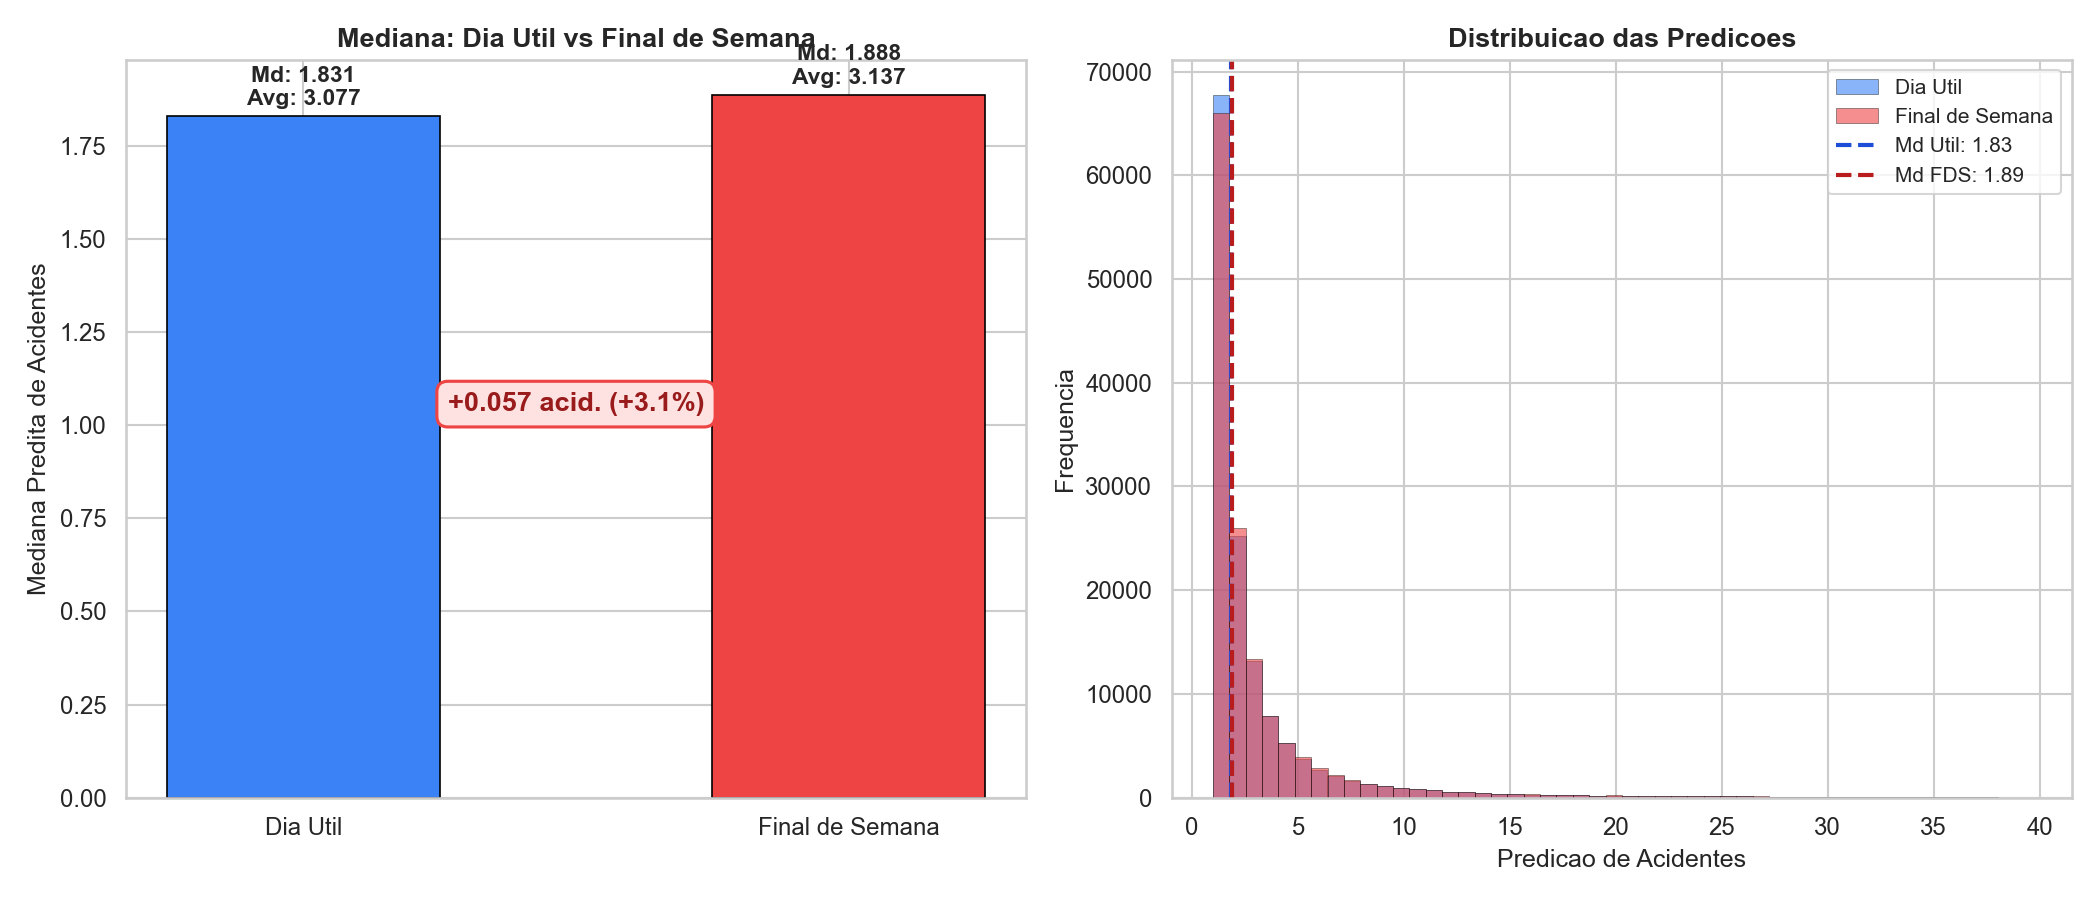 Mediana: Dia Util vs Final de Semana
Md: 1.831
Avg: 3.077
Md: 1.888
Avg: 3.137
Mediana Predita de Acidentes
1.75
1.50
1.25
1.00
0.75
0.50
0.25
0.00
+0.057 acid. (+3.1%)
Dia Util
Final de Semana
Distribuicao das Predicoes
Frequencia
70000
60000
50000
40000
30000
20000
10000
0
Dia Util
Final de Semana
Md Util: 1.83
Md FDS: 1.89
0 5 10 15 20 25 30 35 40
Predicao de Acidentes